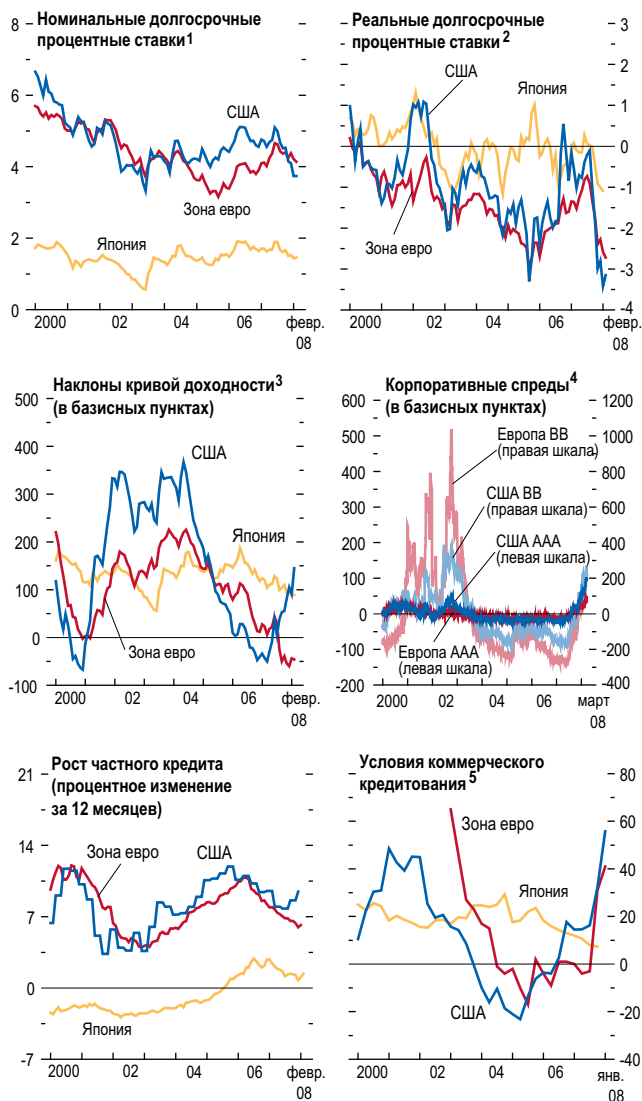 Номинальные долгосрочные
процентные ставки1
8
6
4
2
0
США
Зона евро
Япония
2000 02 04 06 февр.
08
Реальные долгосрочные
процентные ставки2
3
2
1
0
-1
-2
-3
-4
США
Япония
Зона евро
2000 02 04 06 февр.
08
Наклоны кривой доходности3
(в базисных пунктах)
500
400
300
200
100
0
-100
США
Япония
Зона евро
2000 02 04 06 февр.
08
Корпоративные спреды4
(в базисных пунктах)
600
500
400
300
200
100
0
-100
-200
1200
1000
800
600
400
200
0
-200
-400
Европа BB
(правая шкала)
США BB
(правая шкала)
США AAA
(левая шкала)
Европа AAA
(левая шкала)
2000 02 04 06 март
08
Рост частного кредита
(процентное изменение
за 12 месяцев)
21
14
7
0
-7
Зона евро
США
Япония
2000 02 04 06 февр.
08
Условия коммерческого
кредитования5
80
60
40
20
0
-20
-40
Зона евро
Япония
США
2000 02 04 06 янв.
08